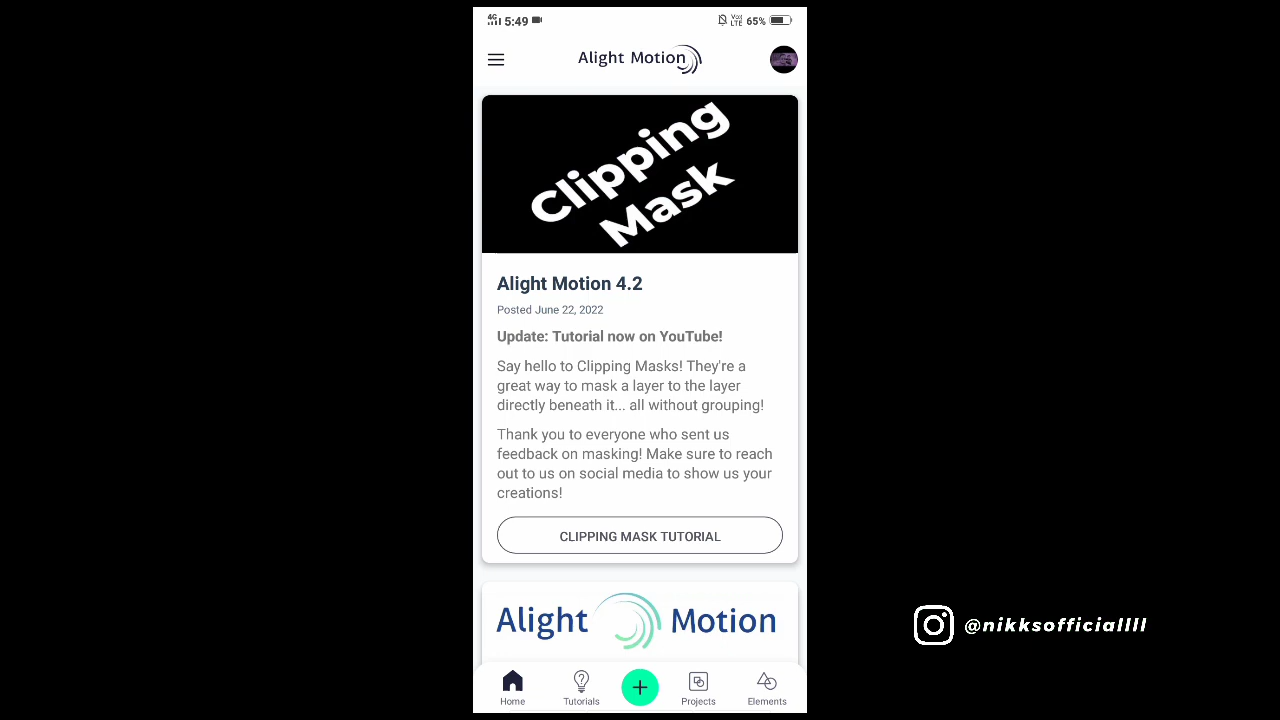 4G 5:49 Vo) LTE 65%
Alight Motion
Clipping
Mask
Alight Motion 4.2
Posted June 22, 2022
Update: Tutorial now on YouTube!
Say hello to Clipping Masks! They're a
great way to mask a layer to the layer
directly beneath it... all without grouping!
Thank you to everyone who sent us
feedback on masking! Make sure to reach
out to us on social media to show us your
creations!
CLIPPING MASK TUTORIAL
Alight Motion
@nikksofficiallll
Home Tutorials Projects Elements